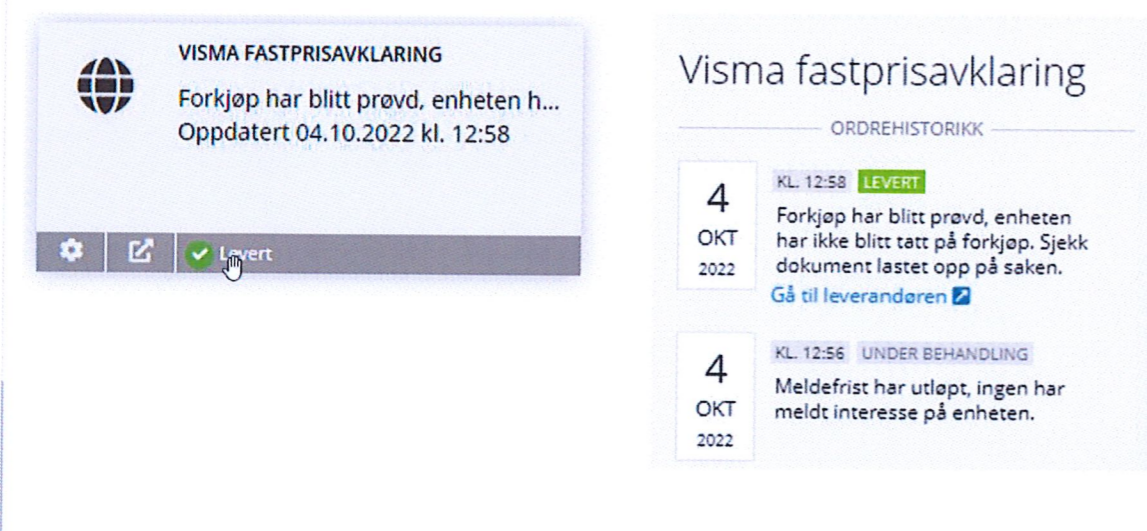 VISMA FASTPRISAVKLARING
Forkjøp har blitt prøvd, enheten h...
Oppdatert 04.10.2022 kl. 12:58
Levert
Visma fastprisavklaring
ORDREHISTORIKK
4
OKT
2022
KL. 12:58 LEVERT
Forkjøp har blitt prøvd, enheten
har ikke blitt tatt på forkjøp. Sjekk
dokument lastet opp på saken.
Gå til leverandøren
4
OKT
2022
KL. 12:56 UNDER BEHANDLING
Meldefrist har utløpt, ingen har
meldt interesse på enheten.